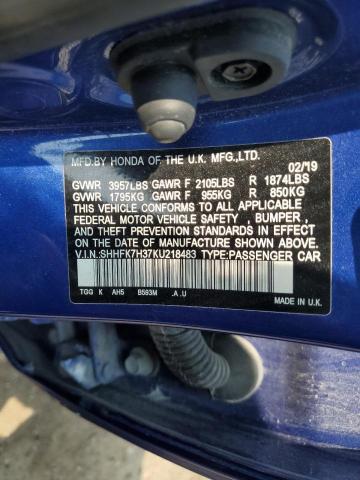 MFD.BY HONDA OF THE U.K.MFG.,LTD.
02/19
GVWR 3957LBS GAWR F 2105LBS R 1874LBS
GVWR 1795KG GAWR F 955KG R 850KG
THIS VEHICLE CONFORMS TO ALL APPLICABLE
FEDERAL MOTOR VEHICLE SAFETY, BUMPER ,
AND THEFT PREVENTION STANDARDS IN EFFECT
ON THE DATE OF MANUFACTURE SHOWN ABOVE.
V.I.N.:SHHFK7H37KU218483 TYPE:PASSENGER CAR
TGG K AH5 B593M .A .U
MADE IN U.K.